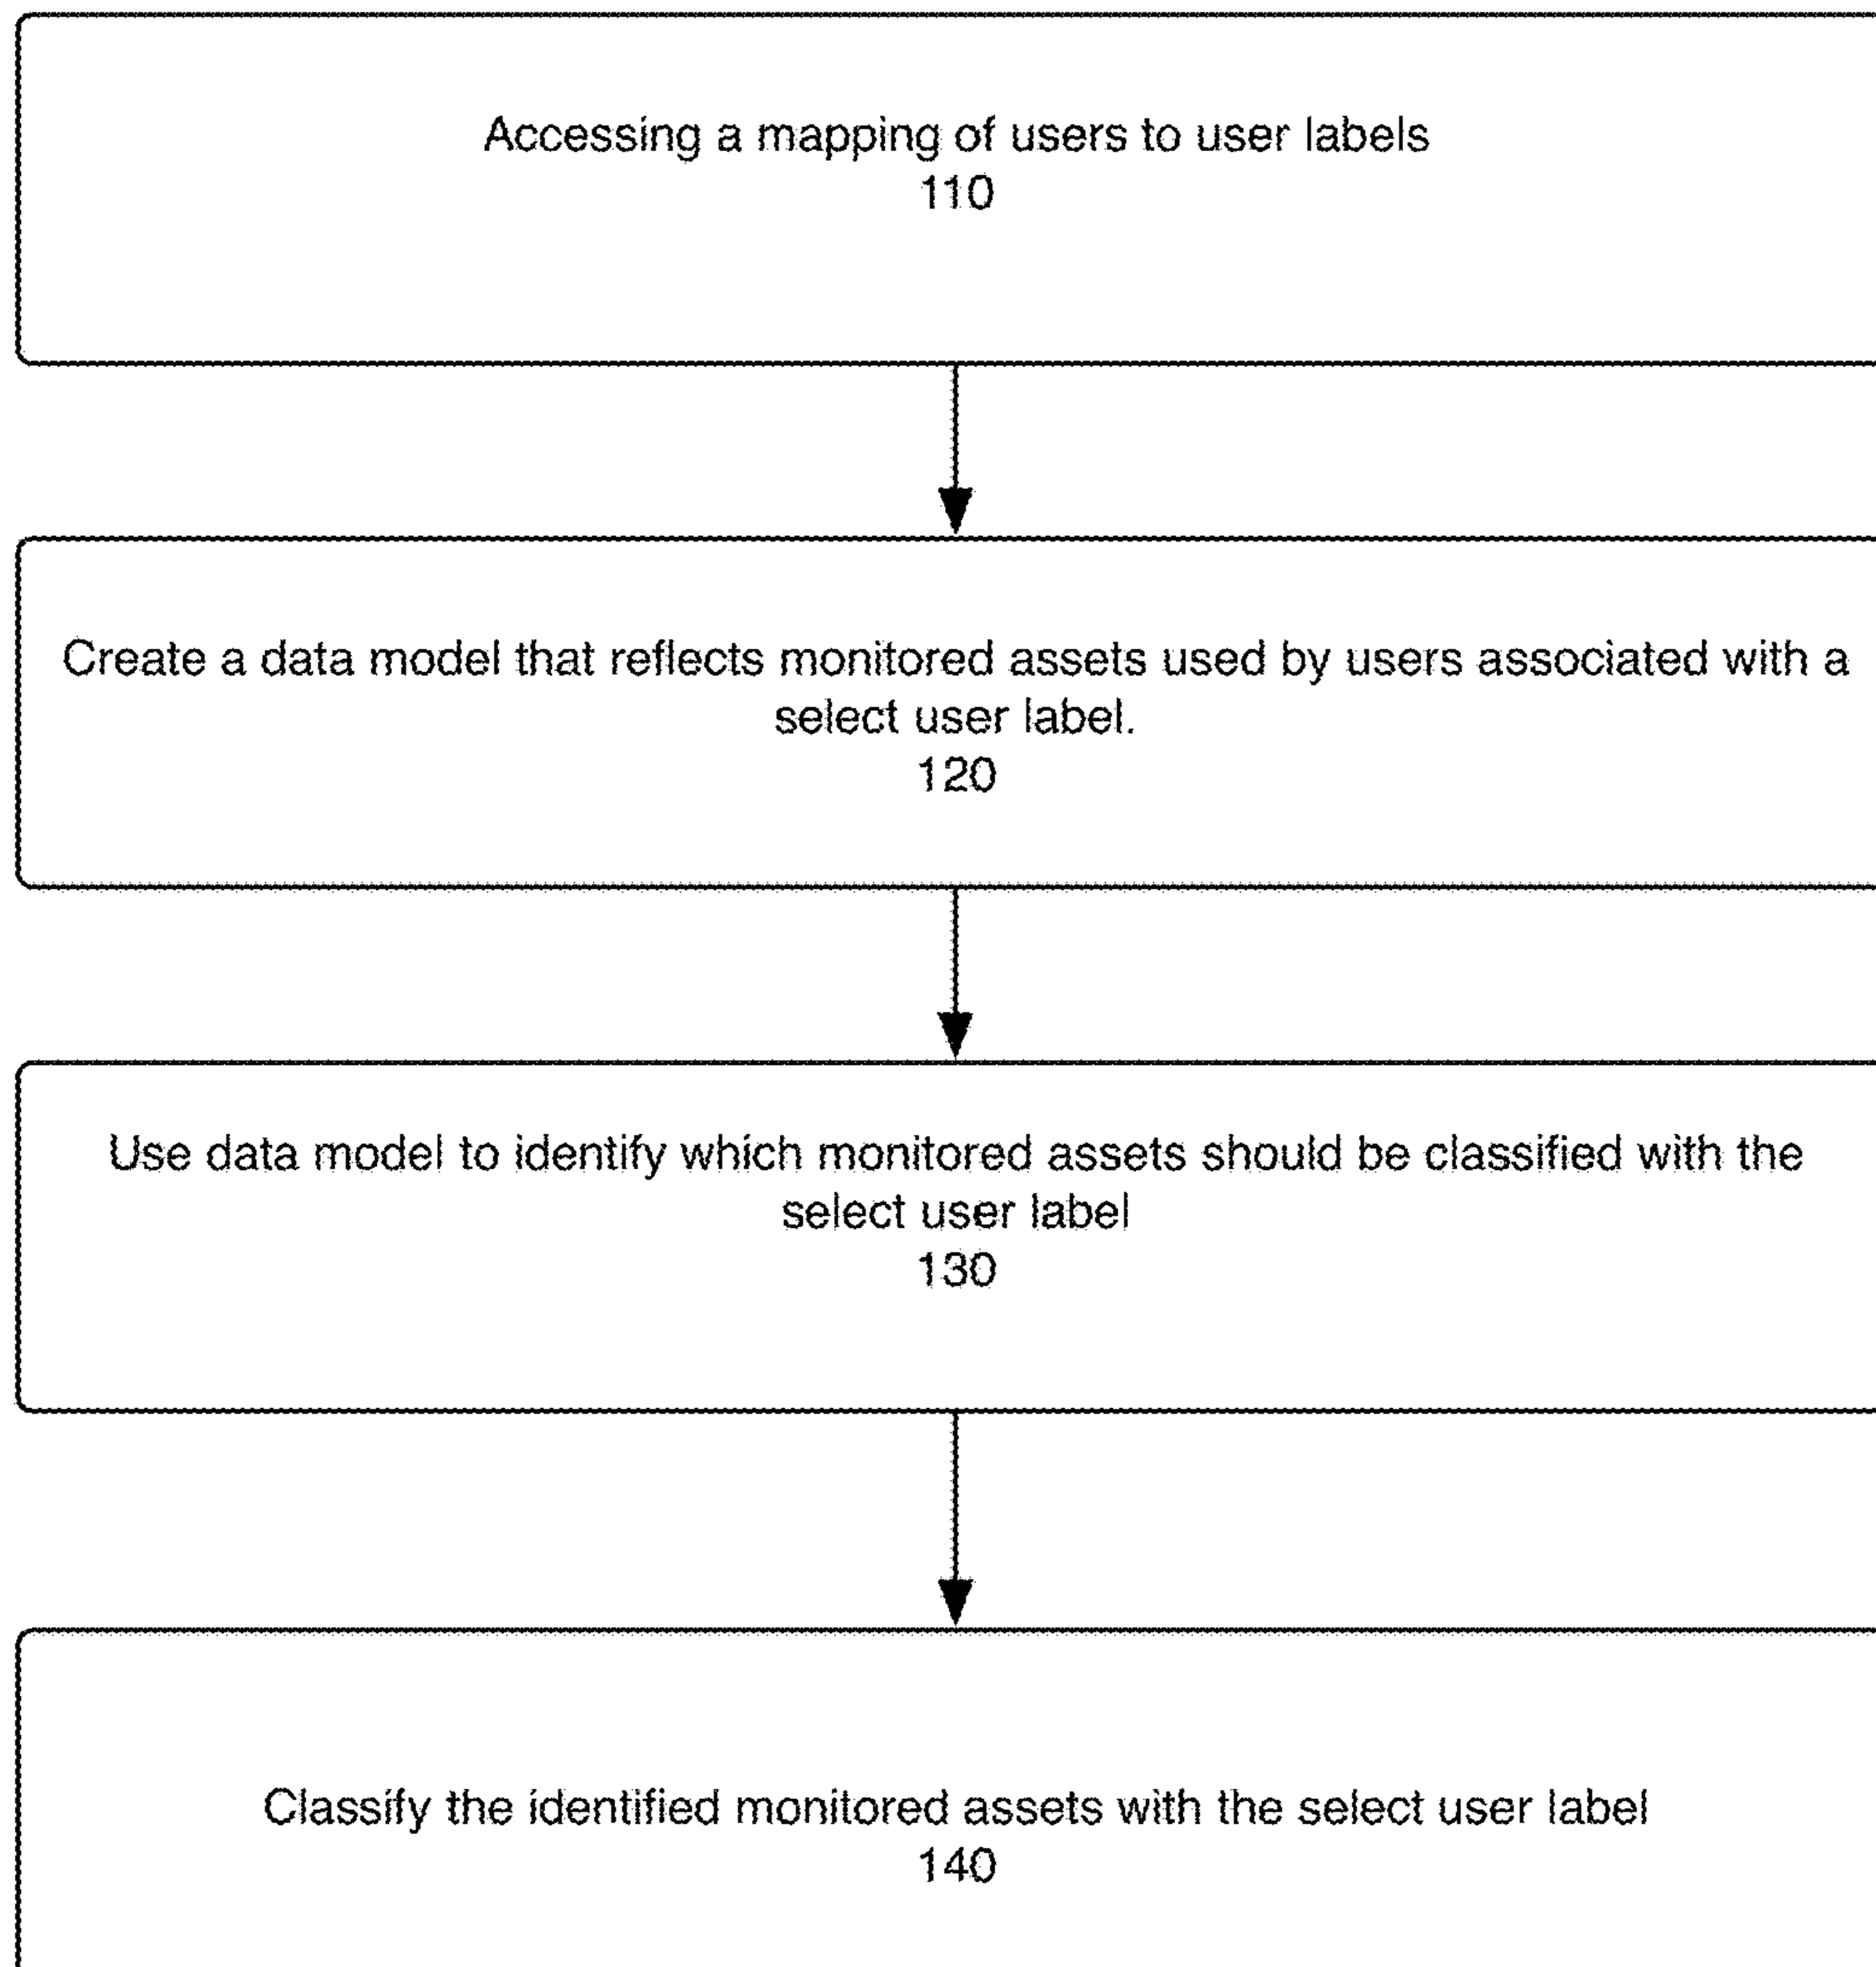 Accessing a mapping of users to user labels
110
Create a data model that reflects monitored assets used by users associated with a
select user label.
120
Use data model to identify which monitored assets should be classified with the
select user label
130
Classify the identified monitored assets with the select user label
140